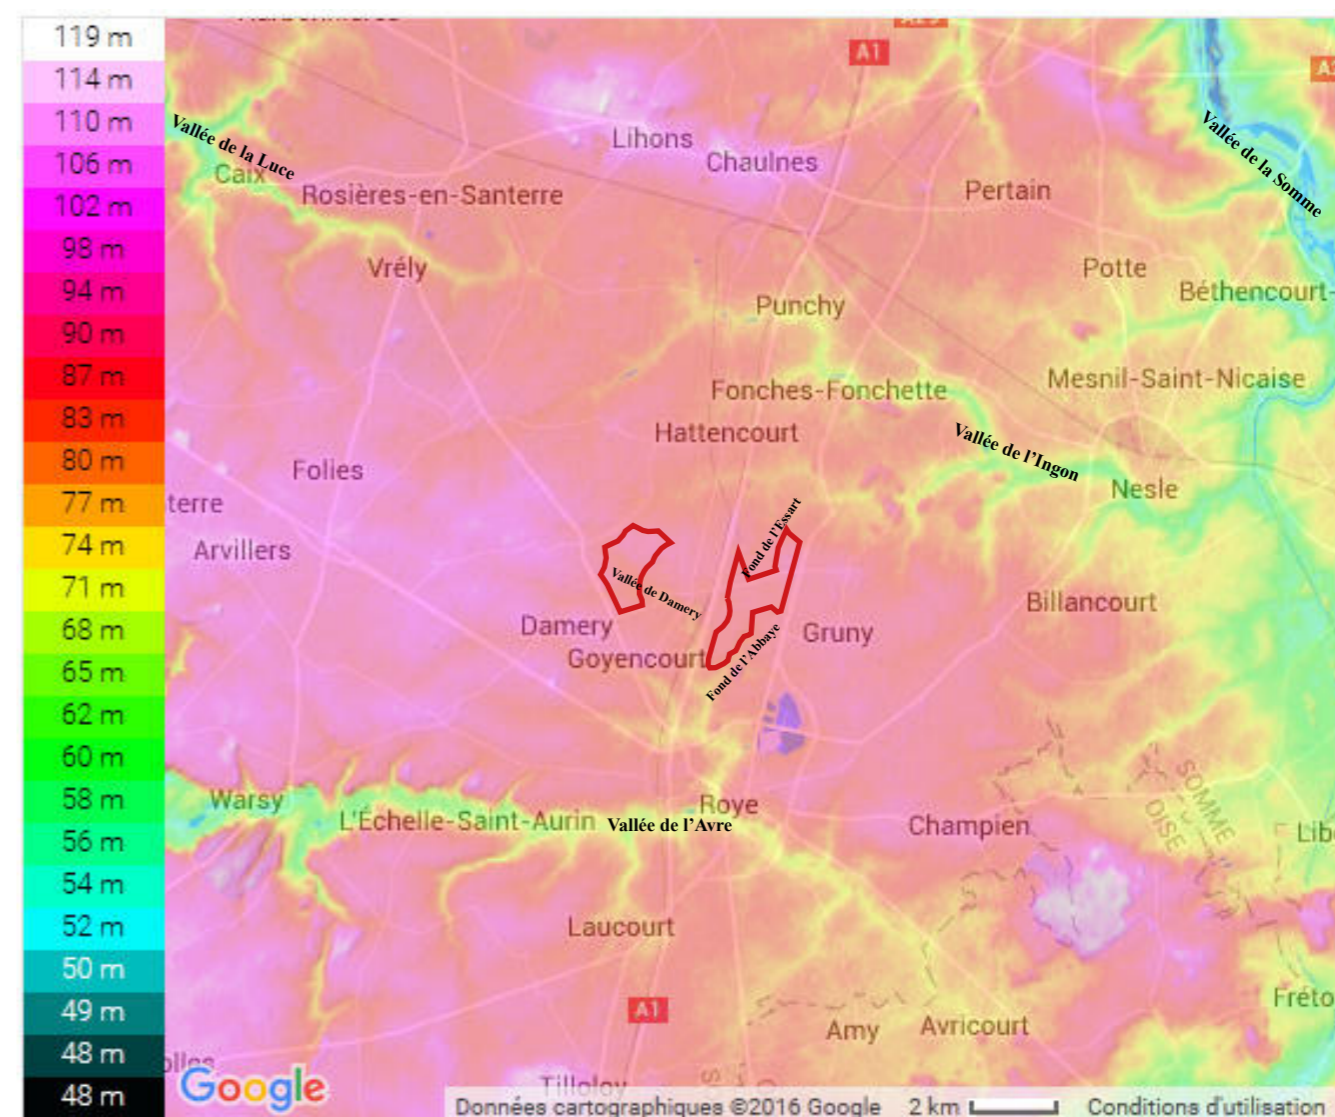 119 m
114 m
110 m
106 m
102 m
98 m
94 m
90 m
87 m
83 m
80 m
77 m
74 m
71 m
68 m
65 m
62 m
60 m
58 m
56 m
54 m
52 m
50 m
49 m
48 m
48 m
A29
A1
Vallée de la Luce
Caix
Rosières-en-Santerre
Vrély
Lihons
Chaulnes
Pertain
Vallée de la Somme
Potte
Béthencourt-
Punchy
Fonches-Fonchette
Mesnil-Saint-Nicaise
Hattencourt
Vallée de l'Ingon
Nesle
Folies
terre
Arvillers
Fond de l'Essart
Vallée de Damery
Damery
Goyencourt
Fond de l'Abbaye
Gruny
Billancourt
Warsy
L'Échelle-Saint-Aurin
Vallée de l'Avre
Roye
Champien
SOMME
OISE
Lib
Laucourt
A1
Amy
Avricourt
Fréto
Tilloloy
Google
Données cartographiques ©2016 Google
2 km
Conditions d'utilisation